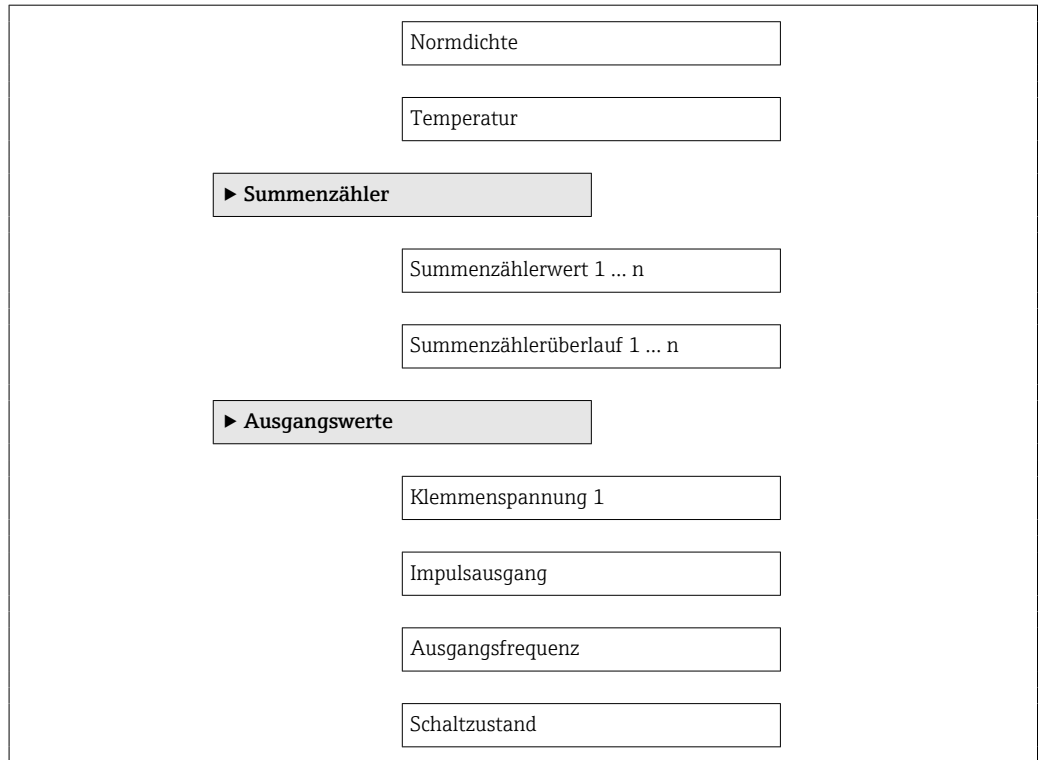 Normdichte
Temperatur
▶ Summenzähler
Summenzählerwert 1 … n
Summenzählerüberlauf 1 … n
▶ Ausgangswerte
Klemmenspannung 1
Impulsausgang
Ausgangsfrequenz
Schaltzustand